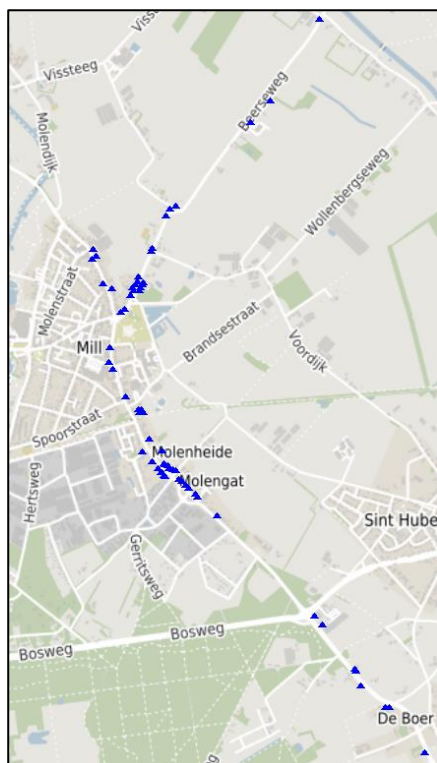 Vissteeg
Molendijk
Beerseweg
Wollenbergseweg
Molenstraat
Mill
Brandsestraat
Voordijk
Spoorstraat
Molenheide
Hertsweg
Molengat
Sint Hube
Gerritsweg
Bosweg
Bosweg
De Boer
weg